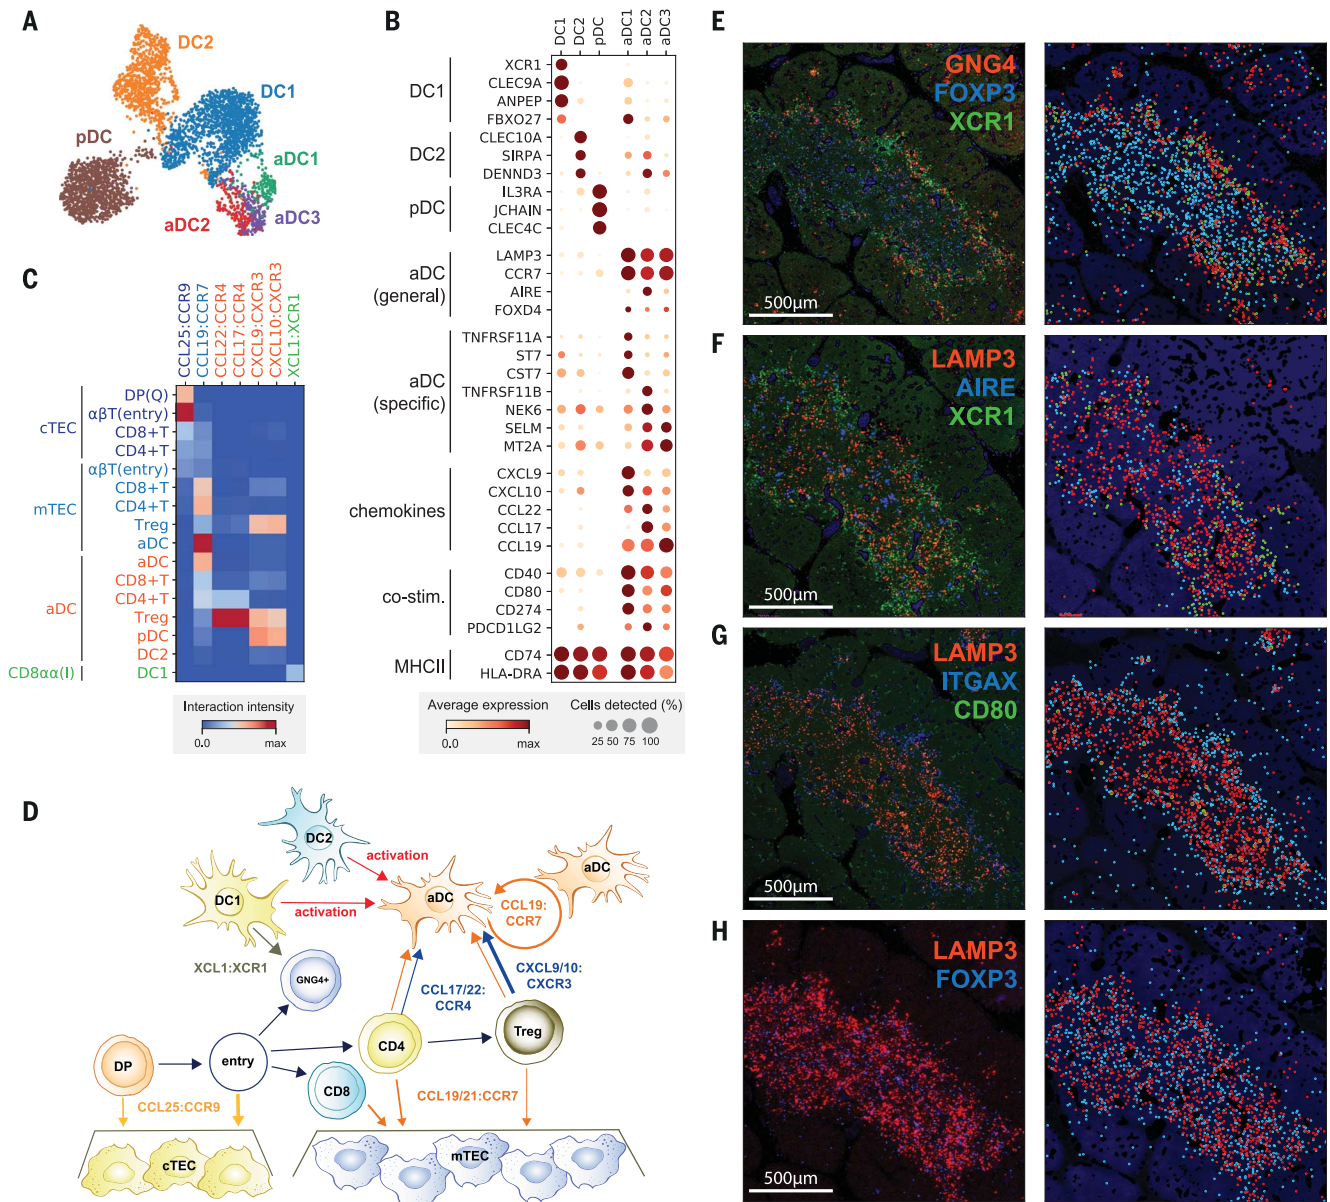 A
DC2
DC1
pDC
aDC1
aDC2
aDC3
B
DC1
DC2
pDC
aDC1
aDC2
aDC3
DC1
XCR1
CLEC9A
ANPEP
FBXO27
DC2
CLEC10A
SIRPA
DENND3
pDC
IL3RA
JCHAIN
CLEC4C
aDC
(general)
LAMP3
CCR7
AIRE
FOXD4
aDC
(specific)
TNFRSF11A
ST7
CST7
TNFRSF11B
NEK6
SELM
MT2A
chemokines
CXCL9
CXCL10
CCL22
CCL17
CCL19
co-stim.
CD40
CD80
CD274
PDCD1LG2
MHCII
CD74
HLA-DRA
Average expression
0.0 max
Cells detected (%)
25 50 75 100
C
CCL25:CCR9
CCL19:CCR7
CCL22:CCR4
CCL17:CCR4
CXCL9:CXCR3
CXCL10:CXCR3
XCL1:XCR1
cTEC
DP(Q)
αβT(entry)
CD8+T
CD4+T
mTEC
αβT(entry)
CD8+T
CD4+T
Treg
aDC
aDC
aDC
CD8+T
CD4+T
Treg
pDC
DC2
CD8αα(I)
DC1
Interaction intensity
0.0 max
D
DC2
activation
DC1
activation
aDC
aDC
CCL19:
CCR7
XCL1:XCR1
GNG4+
CCL17/22:
CCR4
CXCL9/10:
CXCR3
DP
entry
CD4
Treg
CD8
CCL25:CCR9
CCL19/21:CCR7
cTEC
mTEC
E
GNG4
FOXP3
XCR1
500μm
F
LAMP3
AIRE
XCR1
500μm
G
LAMP3
ITGAX
CD80
500μm
H
LAMP3
FOXP3
500μm